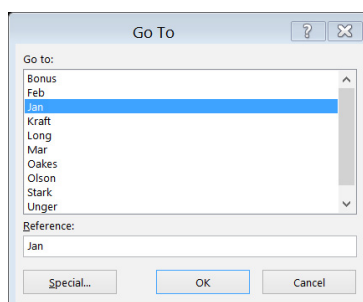 Go To
Go to:
Bonus
Feb
Jan
Kraft
Long
Mar
Oakes
Olson
Stark
Unger
Reference:
Jan
Special...
OK
Cancel